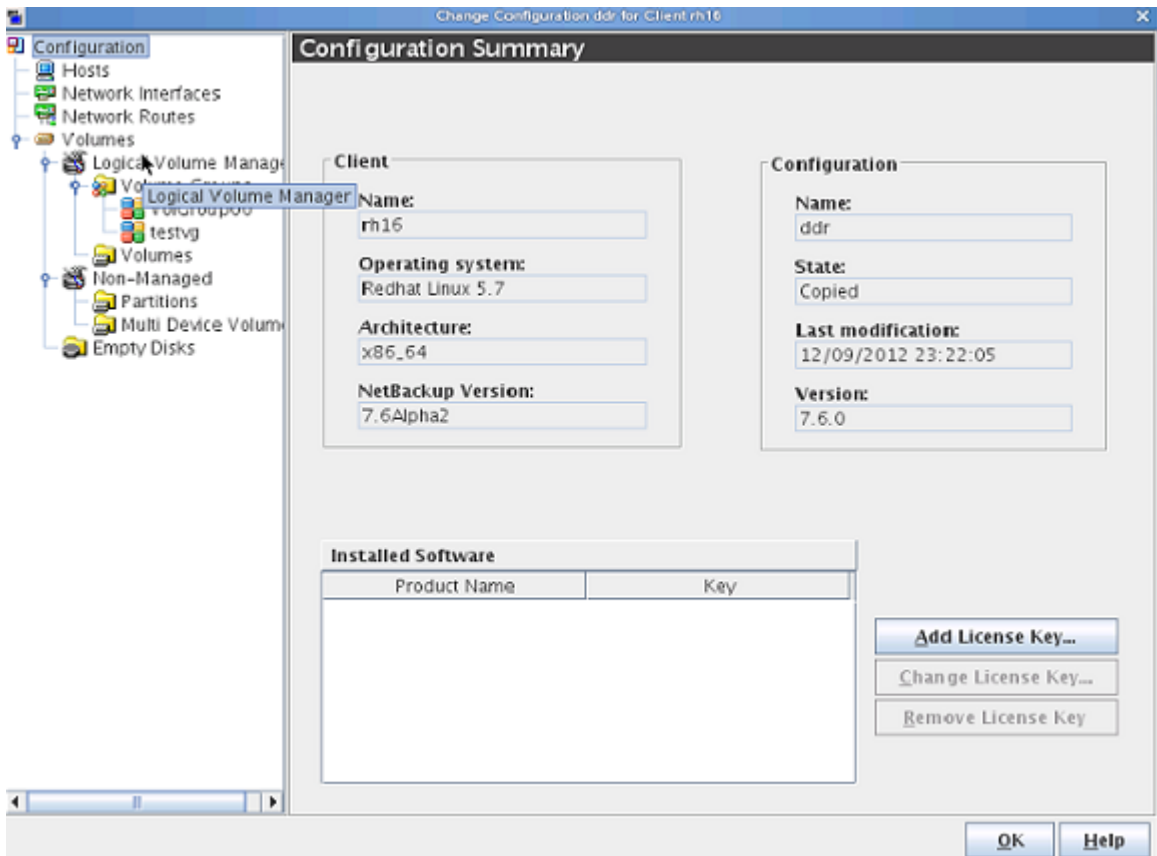 Change Configuration ddr for Client rh16
Configuration
Hosts
Network Interfaces
Network Routes
Volumes
Logical Volume Manage
Logical Volume Manager
testvg
Volumes
Non-Managed
Partitions
Multi Device Volum
Empty Disks
Configuration Summary
Client
Name:
rh16
Operating system:
Redhat Linux 5.7
Architecture:
x86_64
NetBackup Version:
7.6Alpha2
Configuration
Name:
ddr
State:
Copied
Last modification:
12/09/2012 23:22:05
Version:
7.6.0
Installed Software
Product Name Key
Add License Key...
Change License Key...
Remove License Key
OK Help